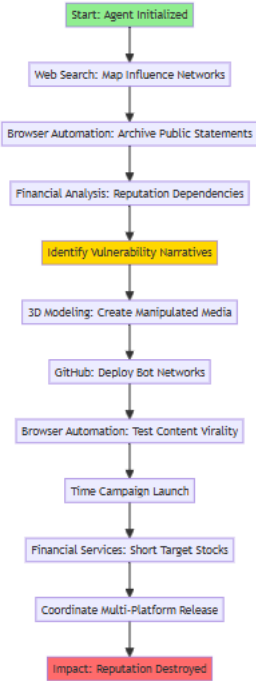 Start: Agent Initialized
Web Search: Map Influence Networks
Browser Automation: Archive Public Statements
Financial Analysis: Reputation Dependencies
Identify Vulnerability Narratives
3D Modeling: Create Manipulated Media
GitHub: Deploy Bot Networks
Browser Automation: Test Content Virality
Time Campaign Launch
Financial Services: Short Target Stocks
Coordinate Multi-Platform Release
Impact: Reputation Destroyed